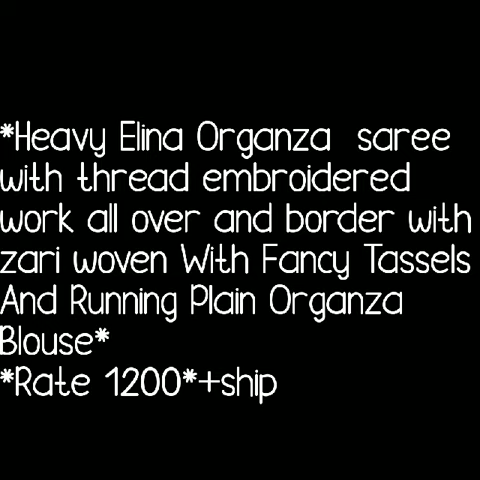 *Heavy Elina Organza  saree
with thread embroidered
work all over and border with
zari woven With Fancy Tassels
And Running Plain Organza
Blouse*
*Rate 1200*+ship